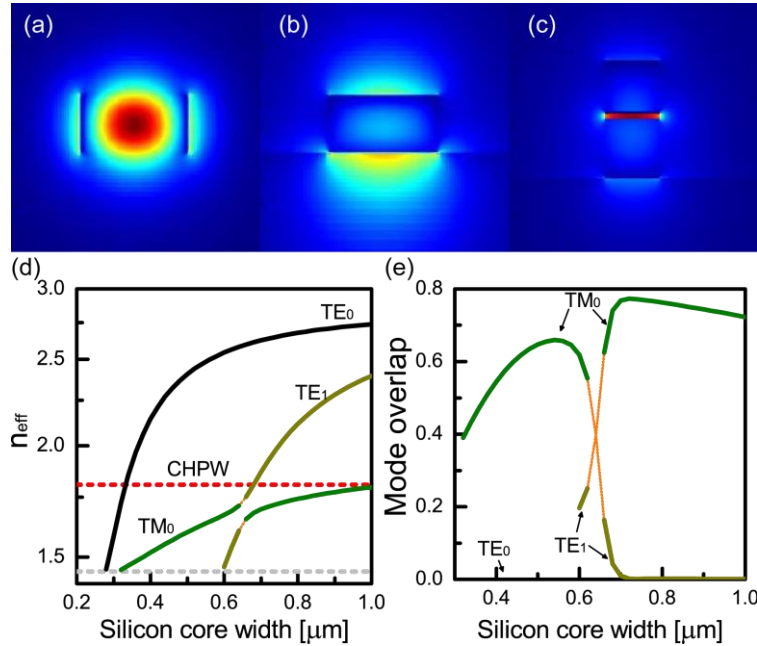 (a)
(b)
(c)
(d)
3.0
2.5
2.0
1.5
neff
TE0
TE1
CHPW
TM0
0.2 0.4 0.6 0.8 1.0
Silicon core width [μm]
(e)
0.8
0.6
0.4
0.2
0.0
Mode overlap
TM0
TE0
TE1
0.4 0.6 0.8 1.0
Silicon core width [μm]